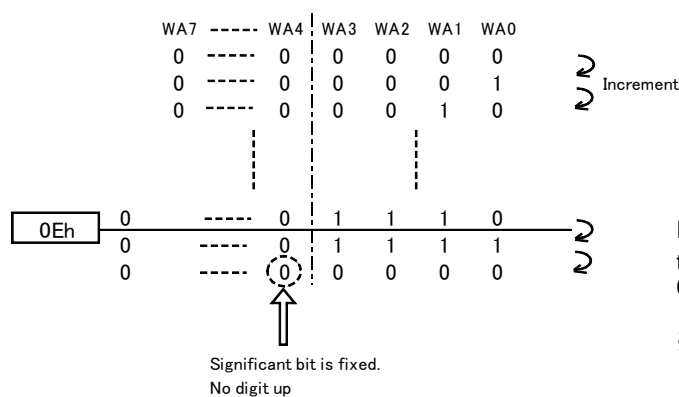 WA7 ----- WA4 WA3 WA2 WA1 WA0
0 ----- 0 0 0 0 0
0 ----- 0 0 0 0 1
Increment
0 ----- 0 0 0 1 0
0 ----- 0 1 1 1 0
0Eh
0 ----- 0 1 1 1 1
0 ----- 0 0 0 0 0
Significant bit is fixed.
No digit up